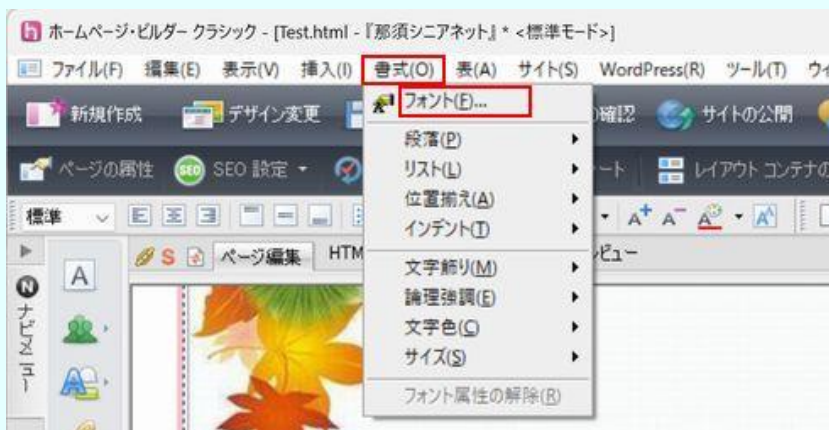 ホームページ・ビルダー クラシック - [Test.html - 『那須シニアネット』 * <標準モード>]
ファイル(F) 編集(E) 表示(V) 挿入(I) 書式(O) 表(A) サイト(S) WordPress(R) ツール(T)
新規作成 デザイン変更 の確認 サイトの公開
ページの属性 SEO SEO 設定 ート レイアウト コンテナの
標準
ページ編集 HTM ビュー
ナビメニュー
フォント(F)...
段落(P)
リスト(L)
位置揃え(A)
インデント(T)
文字飾り(M)
論理強調(E)
文字色(C)
サイズ(S)
フォント属性の解除(R)